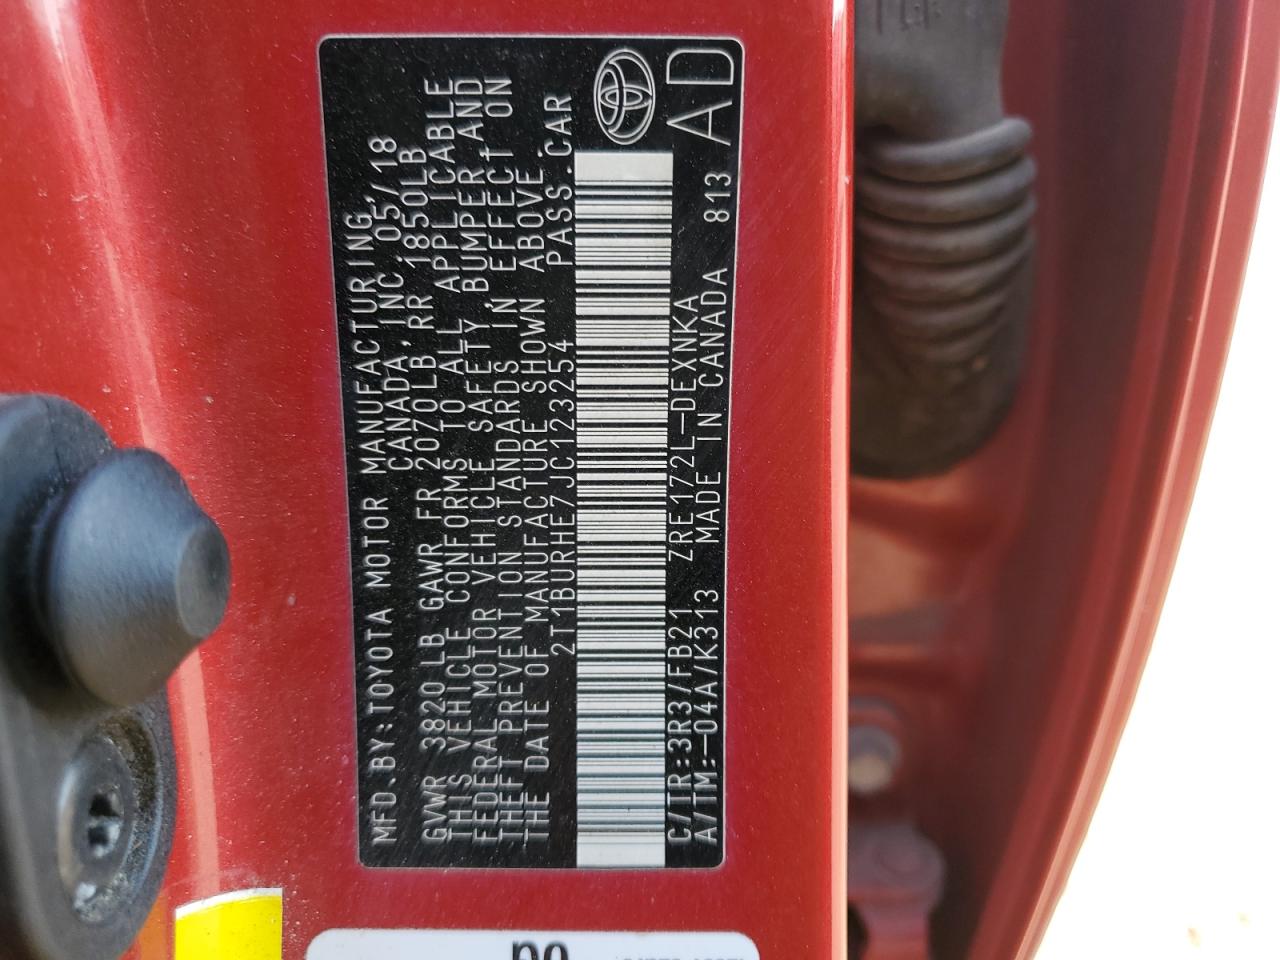 MFD.BY:TOYOTA MOTOR MANUFACTURING
CANADA,INC. 05/18
GVWR 3820LB GAWR FR 2070LB,RR 1850LB
THIS VEHICLE CONFORMS TO ALL APPLICABLE
FEDERAL MOTOR VEHICLE SAFETY,BUMPER,AND
THEFT PREVENTION STANDARDS IN EFFECT ON
THE DATE OF MANUFACTURE SHOWN ABOVE.
2T1BURHE7JC123254 PASS.CAR
C/TR:3R3/FB21 ZRE172L-DEXNKA
A/TM:-04A/K313 MADE IN CANADA 813 AD